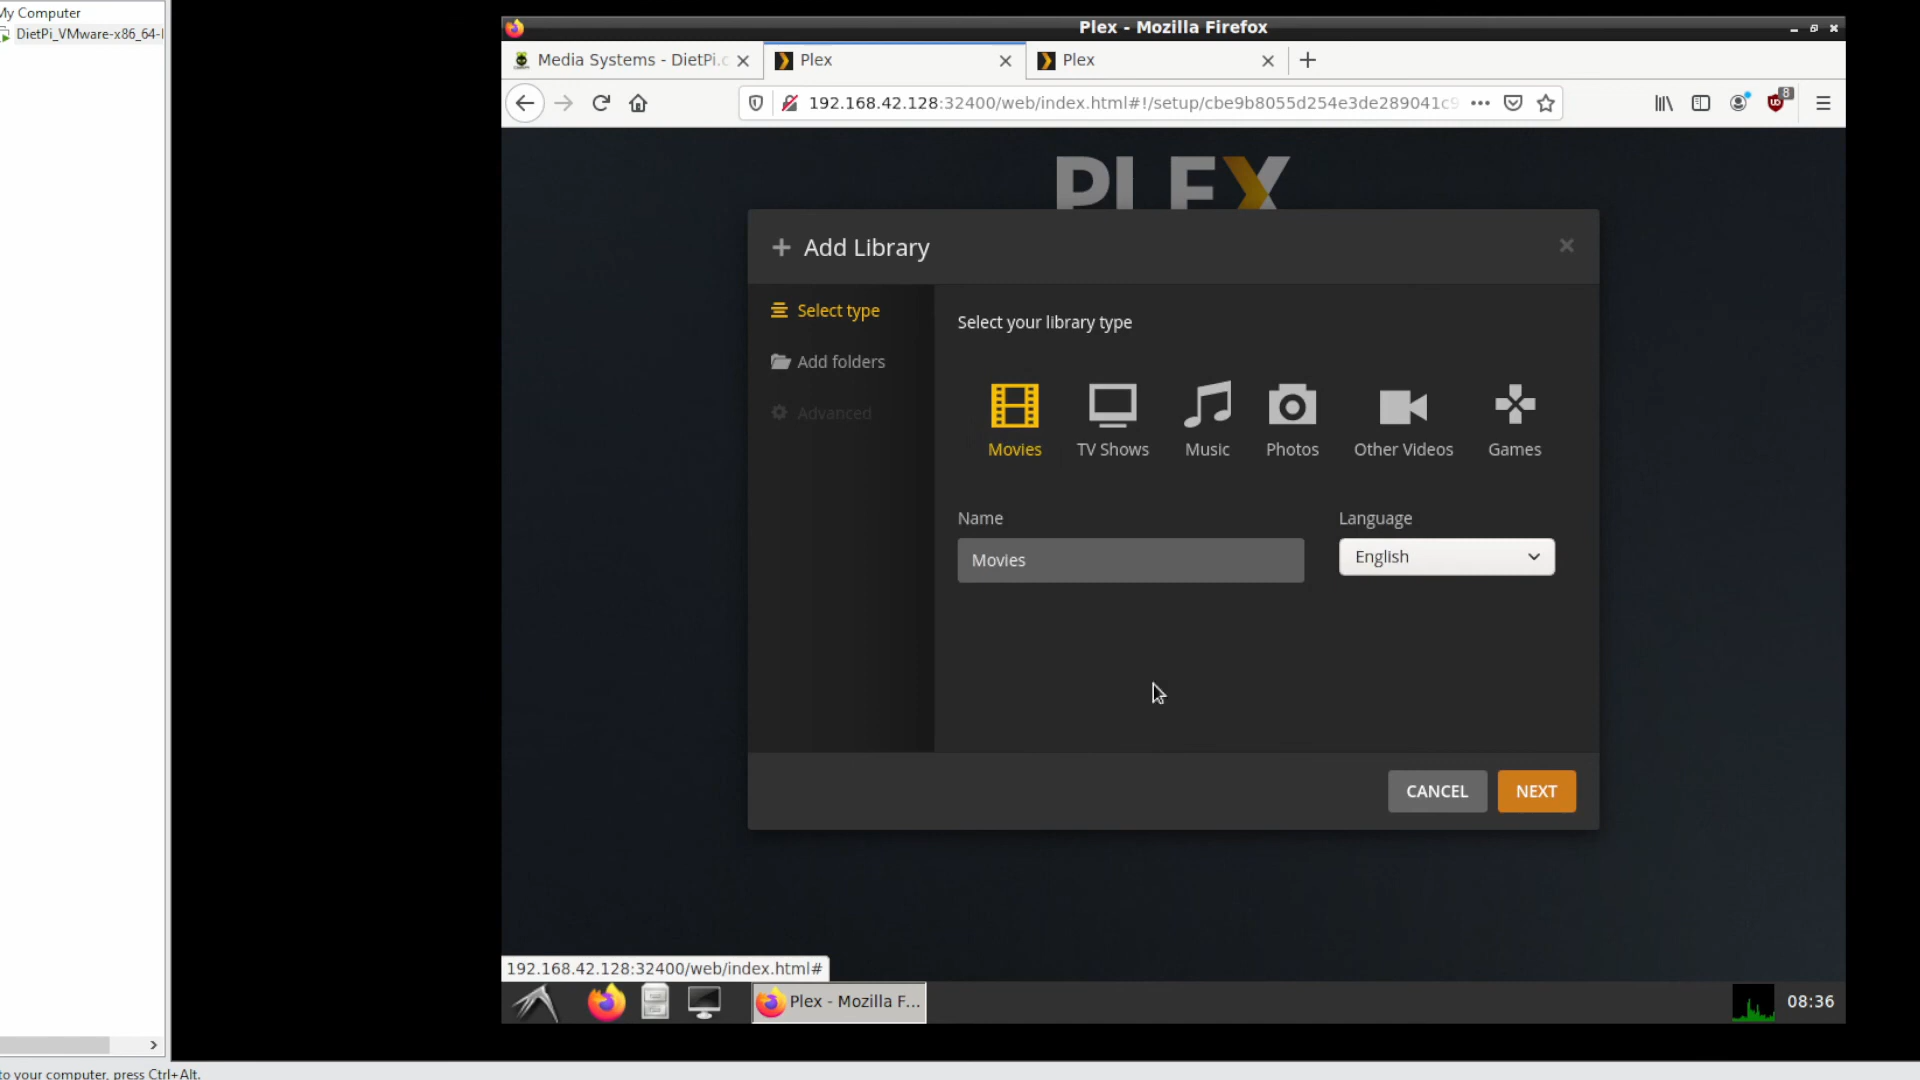 My Computer
DietPi_VMware-x86_64-
Plex - Mozilla Firefox
Media Systems - DietPi.c
Plex
Plex
192.168.42.128:32400/web/index.html#!/setup/cbe9b8055d254e3de289041c9
8
PLEX
Add Library
Select type
Add folders
Advanced
Select your library type
Movies
TV Shows
Music
Photos
Other Videos
Games
Name
Language
Movies
English
CANCEL
NEXT
192.168.42.128:32400/web/index.html#
Plex - Mozilla F...
08:36
to your computer, press Ctrl+Alt.